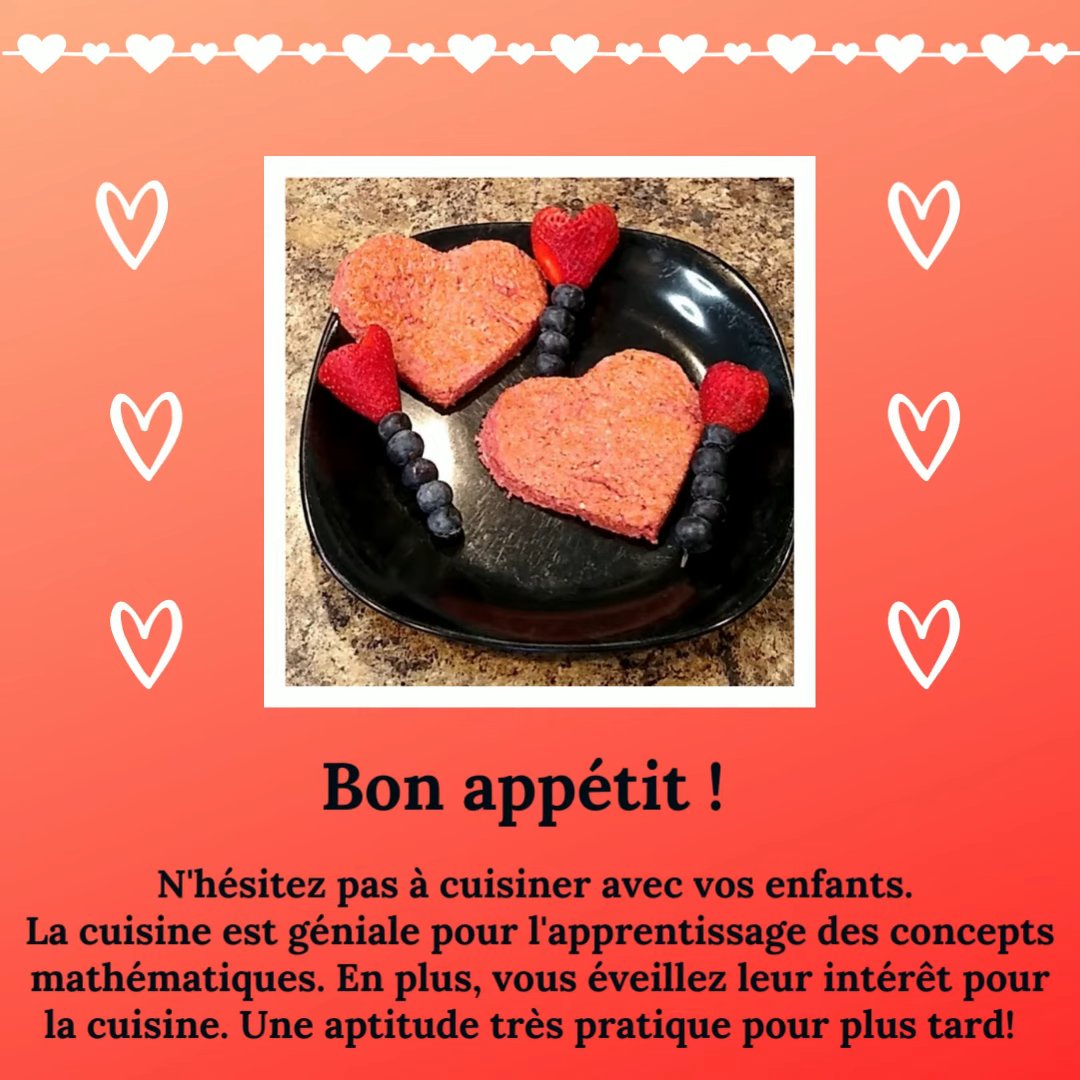 Bon appétit !
N'hésitez pas à cuisiner avec vos enfants.
La cuisine est géniale pour l'apprentissage des concepts
mathématiques. En plus, vous éveillez leur intérêt pour
la cuisine. Une aptitude très pratique pour plus tard!